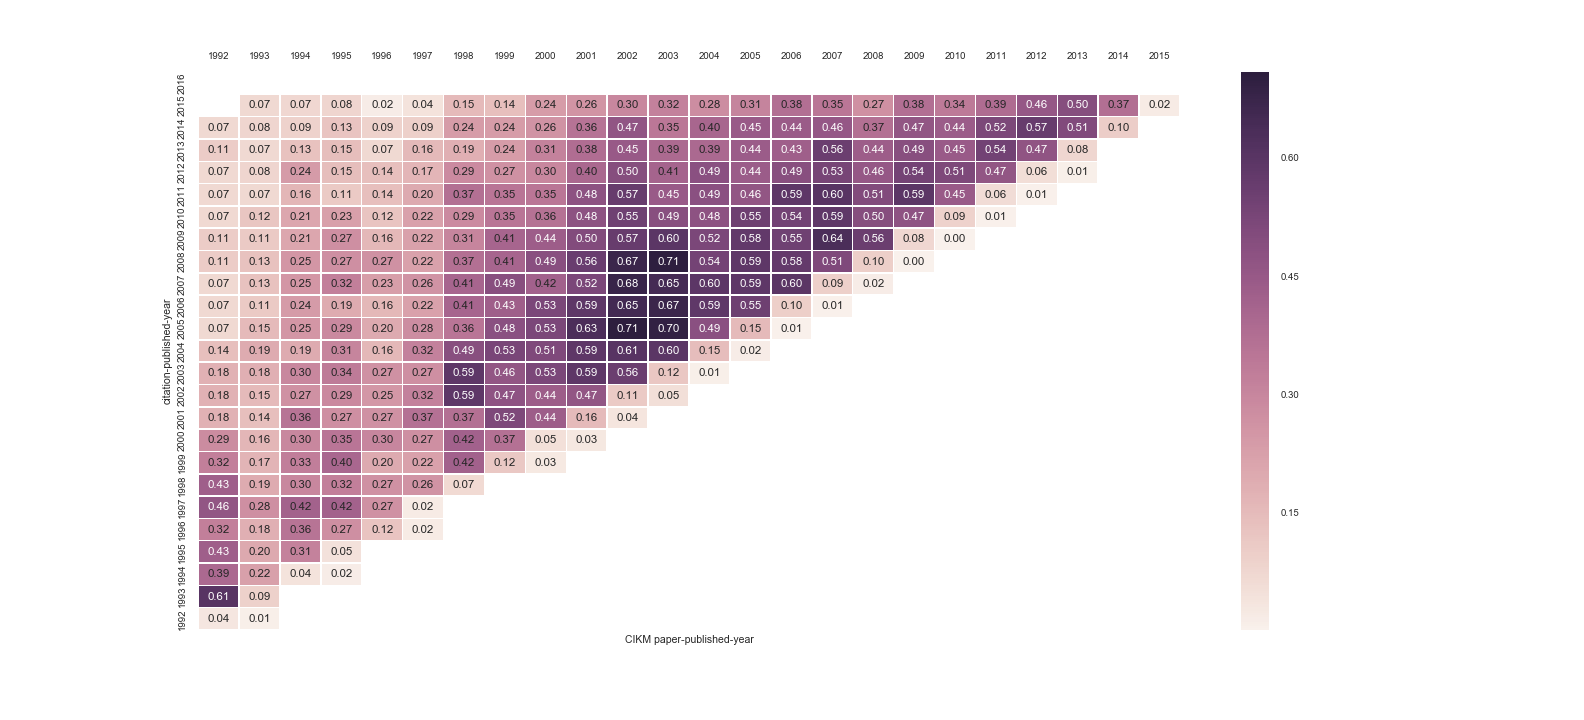 1992 1993 1994 1995 1996 1997 1998 1999 2000 2001 2002 2003 2004 2005 2006 2007 2008 2009 2010 2011 2012 2013 2014 2015
2016
2015 0.07 0.07 0.08 0.02 0.04 0.15 0.14 0.24 0.26 0.30 0.32 0.28 0.31 0.38 0.35 0.27 0.38 0.34 0.39 0.46 0.50 0.37 0.02
2014 0.07 0.08 0.09 0.13 0.09 0.09 0.24 0.24 0.26 0.36 0.47 0.35 0.40 0.45 0.44 0.46 0.37 0.47 0.44 0.52 0.57 0.51 0.10
2013 0.11 0.07 0.13 0.15 0.07 0.16 0.19 0.24 0.31 0.38 0.45 0.39 0.39 0.44 0.43 0.56 0.44 0.49 0.45 0.54 0.47 0.08
2012 0.07 0.08 0.24 0.15 0.14 0.17 0.29 0.27 0.30 0.40 0.50 0.41 0.49 0.44 0.49 0.53 0.46 0.54 0.51 0.47 0.06 0.01
2011 0.07 0.07 0.16 0.11 0.14 0.20 0.37 0.35 0.35 0.48 0.57 0.45 0.49 0.46 0.59 0.60 0.51 0.59 0.45 0.06 0.01
2010 0.07 0.12 0.21 0.23 0.12 0.22 0.29 0.35 0.36 0.48 0.55 0.49 0.48 0.55 0.54 0.59 0.50 0.47 0.09 0.01
2009 0.11 0.11 0.21 0.27 0.16 0.22 0.31 0.41 0.44 0.50 0.57 0.60 0.52 0.58 0.55 0.64 0.56 0.08 0.00
2008 0.11 0.13 0.25 0.27 0.27 0.22 0.37 0.41 0.49 0.56 0.67 0.71 0.54 0.59 0.58 0.51 0.10 0.00
2007 0.07 0.13 0.25 0.32 0.23 0.26 0.41 0.49 0.42 0.52 0.68 0.65 0.60 0.59 0.60 0.09 0.02
2006 0.07 0.11 0.24 0.19 0.16 0.22 0.41 0.43 0.53 0.59 0.65 0.67 0.59 0.55 0.10 0.01
2005 0.07 0.15 0.25 0.29 0.20 0.28 0.36 0.48 0.53 0.63 0.71 0.70 0.49 0.15 0.01
2004 0.14 0.19 0.19 0.31 0.16 0.32 0.49 0.53 0.51 0.59 0.61 0.60 0.15 0.02
2003 0.18 0.18 0.30 0.34 0.27 0.27 0.59 0.46 0.53 0.59 0.56 0.12 0.01
2002 0.18 0.15 0.27 0.29 0.25 0.32 0.59 0.47 0.44 0.47 0.11 0.05
2001 0.18 0.14 0.36 0.27 0.27 0.37 0.37 0.52 0.44 0.16 0.04
2000 0.29 0.16 0.30 0.35 0.30 0.27 0.42 0.37 0.05 0.03
1999 0.32 0.17 0.33 0.40 0.20 0.22 0.42 0.12 0.03
1998 0.43 0.19 0.30 0.32 0.27 0.26 0.07
1997 0.46 0.28 0.42 0.42 0.27 0.02
1996 0.32 0.18 0.36 0.27 0.12 0.02
1995 0.43 0.20 0.31 0.05
1994 0.39 0.22 0.04 0.02
1993 0.61 0.09
1992 0.04 0.01
citation-published-year
CIKM paper-published-year
0.60
0.45
0.30
0.15